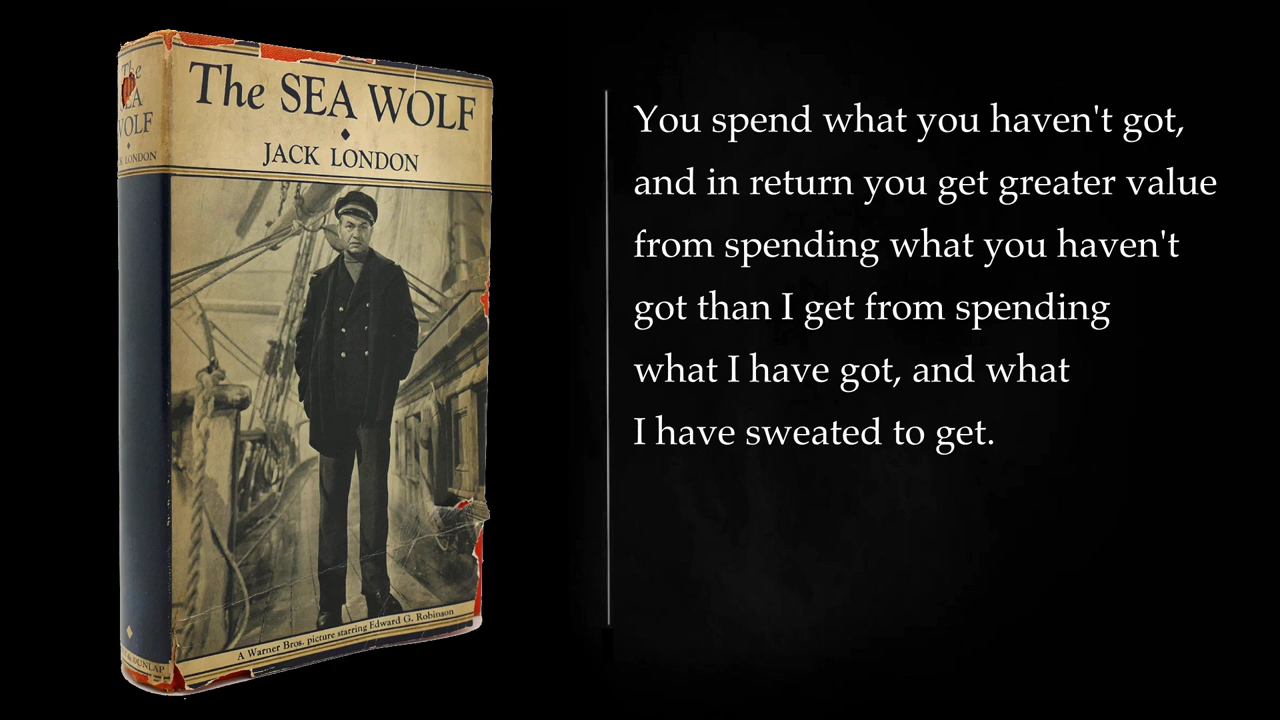 The SEA WOLF
JACK LONDON
The
WOLF
LONDON
A Warner Bros. picture starring Edward G. Robinson
DUNLAP
You spend what you haven't got,
and in return you get greater value
from spending what you haven't
got than I get from spending
what I have got, and what
I have sweated to get.